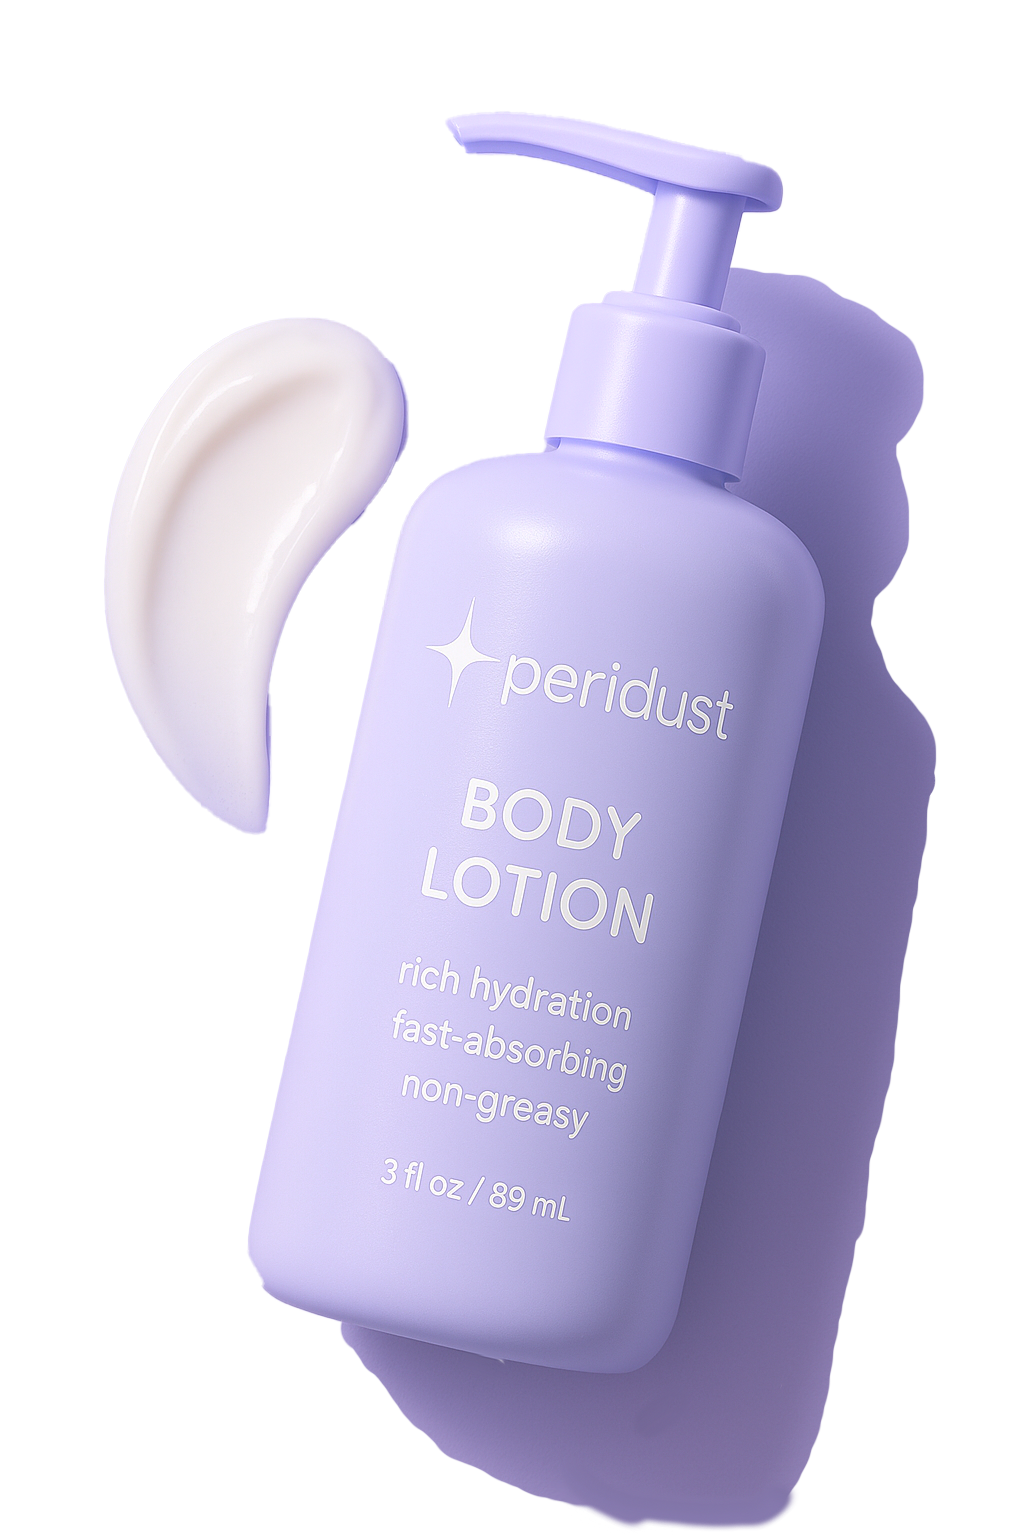 peridust
BODY
LOTION
rich hydration
fast-absorbing
non-greasy
3 fl oz / 89 mL